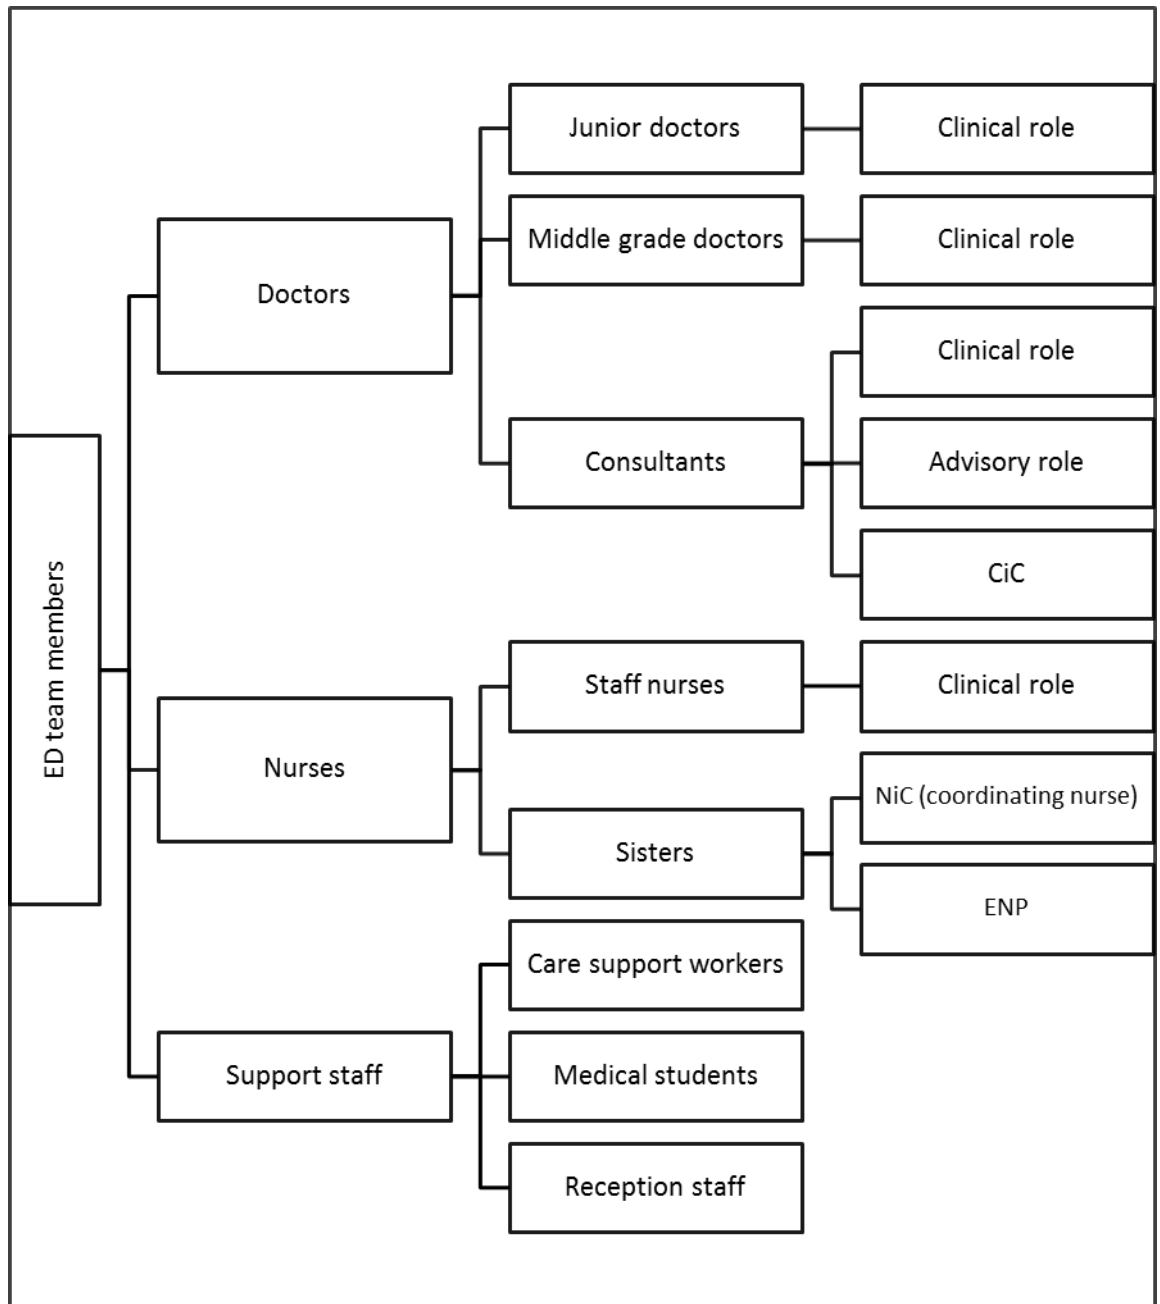 ED team members
Doctors
Junior doctors
Clinical role
Middle grade doctors
Clinical role
Consultants
Clinical role
Advisory role
CiC
Nurses
Staff nurses
Clinical role
Sisters
NiC (coordinating nurse)
ENP
Support staff
Care support workers
Medical students
Reception staff